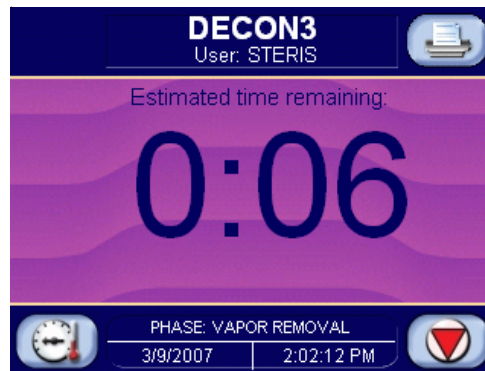 DECON3
User: STERIS
Estimated time remaining:
0:06
PHASE: VAPOR REMOVAL
3/9/2007 2:02:12 PM